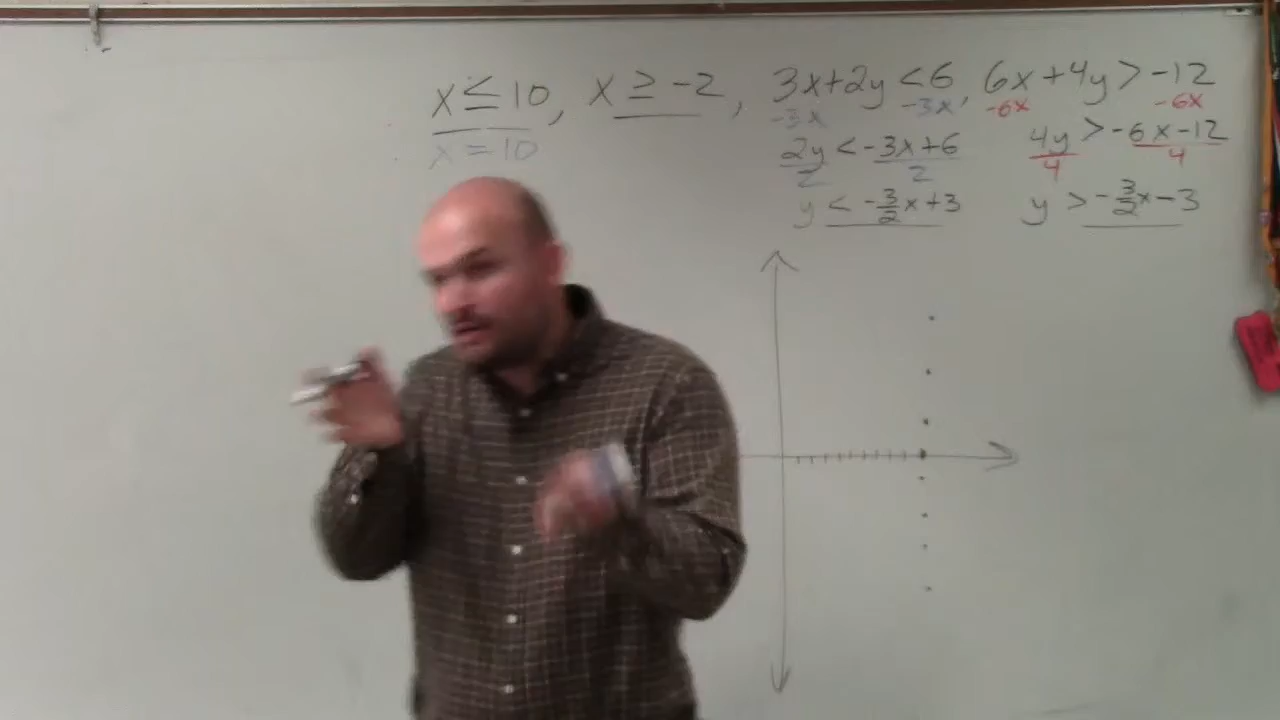 x ≤ 10, x ≥ -2, 3x+2y < 6, 6x+4y > -12
-3x -3x -6x -6x
x = 10 2y < -3x+6 4y > -6x-12
2 2 4 4
y < -3/2x+3 y > -3/2x-3